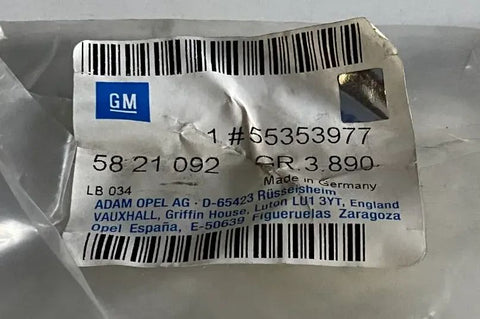 GM
1 #55353977
58 21 092 GR.3.890
Made in Germany
LB 034
ADAM OPEL AG · D-65423 Rüsselsheim
VAUXHALL, Griffin House, Luton LU1 3YT, England
Opel España, E-50639 Figueruelas Zaragoza